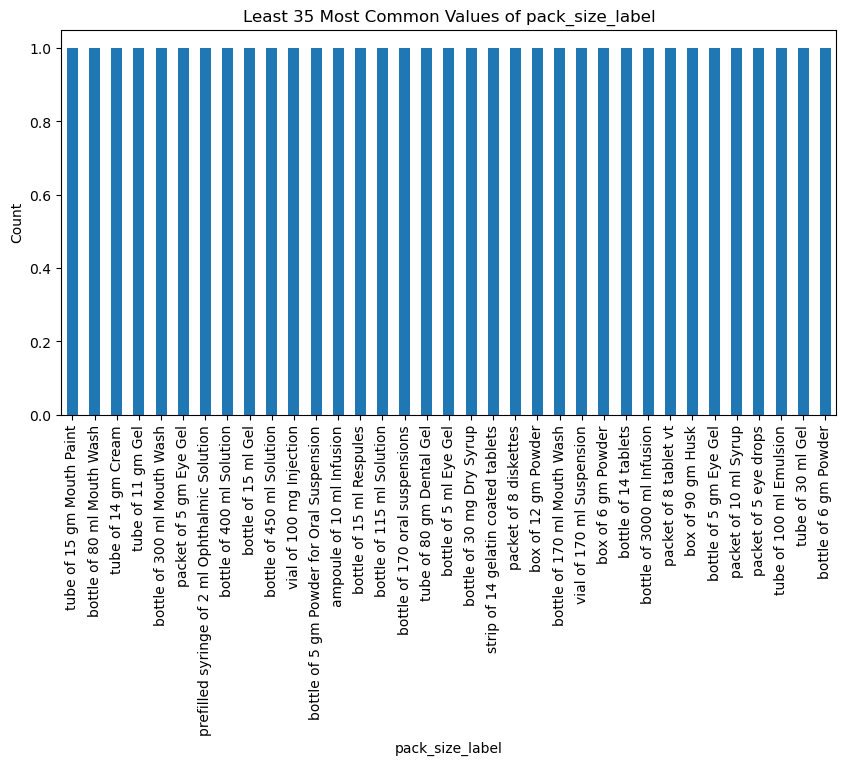 Least 35 Most Common Values of pack_size_label
1.0
0.8
0.6
0.4
0.2
0.0
Count
tube of 15 gm Mouth Paint
bottle of 80 ml Mouth Wash
tube of 14 gm Cream
tube of 11 gm Gel
bottle of 300 ml Mouth Wash
packet of 5 gm Eye Gel
prefilled syringe of 2 ml Ophthalmic Solution
bottle of 400 ml Solution
bottle of 15 ml Gel
bottle of 450 ml Solution
vial of 100 mg Injection
bottle of 5 gm Powder for Oral Suspension
ampoule of 10 ml Infusion
bottle of 15 ml Respules
bottle of 115 ml Solution
bottle of 170 oral suspensions
tube of 80 gm Dental Gel
bottle of 5 ml Eye Gel
bottle of 30 mg Dry Syrup
strip of 14 gelatin coated tablets
packet of 8 diskettes
box of 12 gm Powder
bottle of 170 ml Mouth Wash
vial of 170 ml Suspension
box of 6 gm Powder
bottle of 14 tablets
bottle of 3000 ml Infusion
packet of 8 tablet vt
box of 90 gm Husk
bottle of 5 gm Eye Gel
packet of 10 ml Syrup
packet of 5 eye drops
tube of 100 ml Emulsion
tube of 30 ml Gel
bottle of 6 gm Powder
pack_size_label